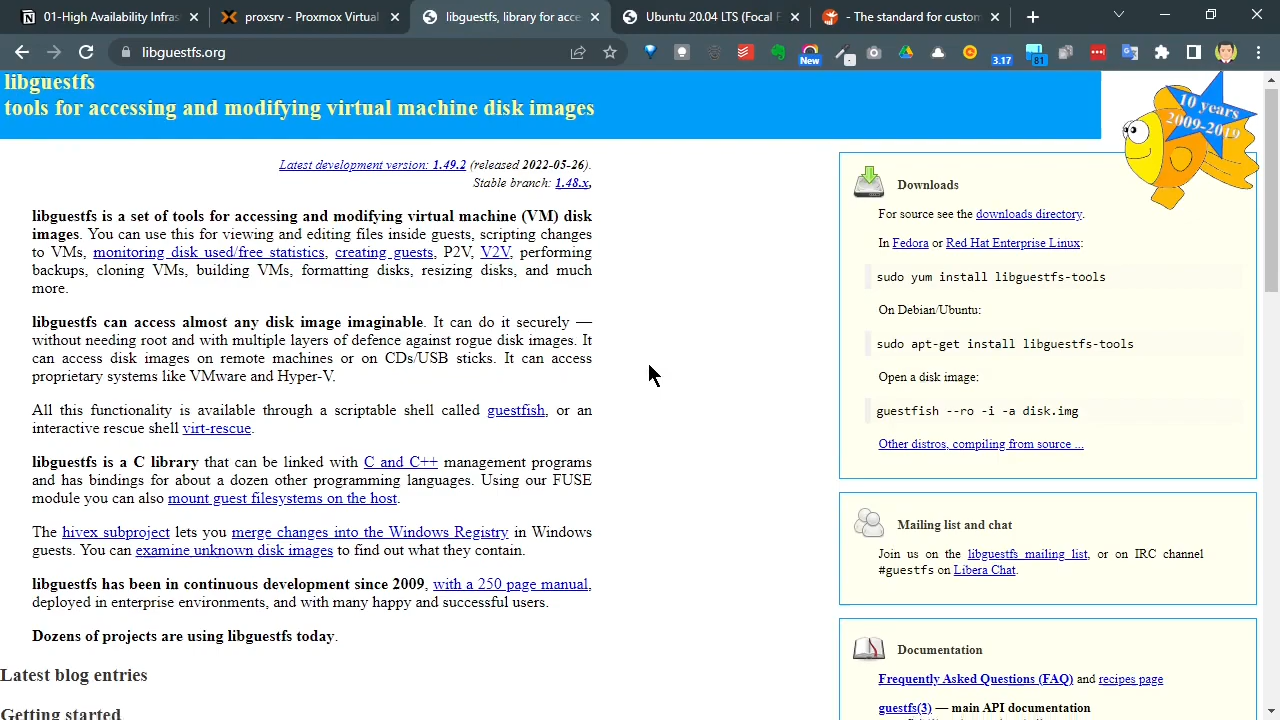 01-High Availability Infras
proxsrv - Proxmox Virtual
libguestfs, library for acce
Ubuntu 20.04 LTS (Focal F
- The standard for custom
libguestfs.org
New
3.17
81
libguestfs
tools for accessing and modifying virtual machine disk images
10 years
2009-2019
Latest development version: 1.49.2 (released 2022-05-26).
Stable branch: 1.48.x,
libguestfs is a set of tools for accessing and modifying virtual machine (VM) disk
images. You can use this for viewing and editing files inside guests, scripting changes
to VMs, monitoring disk used/free statistics, creating guests, P2V, V2V, performing
backups, cloning VMs, building VMs, formatting disks, resizing disks, and much
more.
libguestfs can access almost any disk image imaginable. It can do it securely —
without needing root and with multiple layers of defence against rogue disk images. It
can access disk images on remote machines or on CDs/USB sticks. It can access
proprietary systems like VMware and Hyper-V.
All this functionality is available through a scriptable shell called guestfish, or an
interactive rescue shell virt-rescue.
libguestfs is a C library that can be linked with C and C++ management programs
and has bindings for about a dozen other programming languages. Using our FUSE
module you can also mount guest filesystems on the host.
The hivex subproject lets you merge changes into the Windows Registry in Windows
guests. You can examine unknown disk images to find out what they contain.
libguestfs has been in continuous development since 2009, with a 250 page manual,
deployed in enterprise environments, and with many happy and successful users.
Dozens of projects are using libguestfs today.
Latest blog entries
Getting started
Downloads
For source see the downloads directory.
In Fedora or Red Hat Enterprise Linux:
sudo yum install libguestfs-tools
On Debian/Ubuntu:
sudo apt-get install libguestfs-tools
Open a disk image:
guestfish --ro -i -a disk.img
Other distros, compiling from source ...
Mailing list and chat
Join us on the libguestfs mailing list, or on IRC channel
#guestfs on Libera Chat.
Documentation
Frequently Asked Questions (FAQ) and recipes page
guestfs(3) — main API documentation